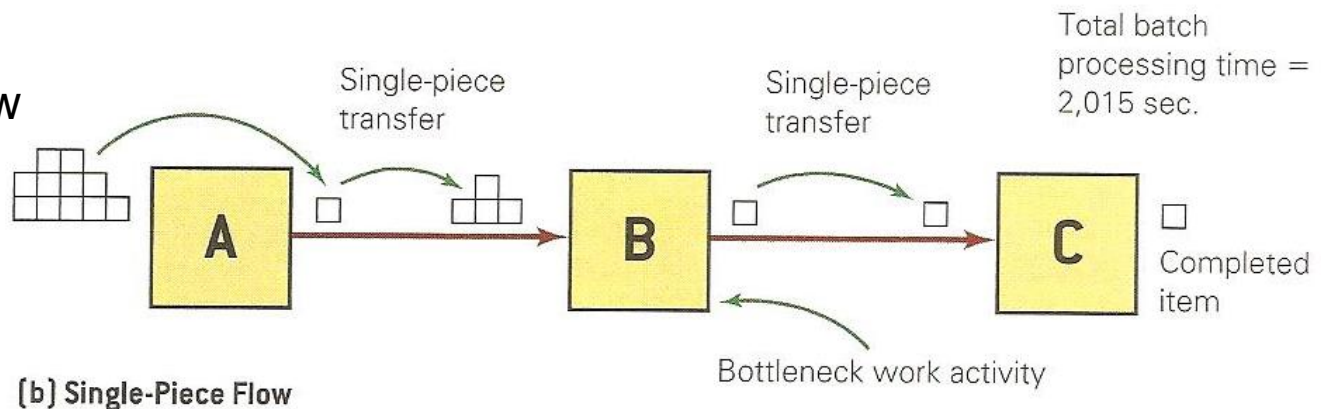 Total batch
processing time =
2,015 sec.
Single-piece
transfer
Single-piece
transfer
w
A
B
C
Completed
item
Bottleneck work activity
(b) Single-Piece Flow